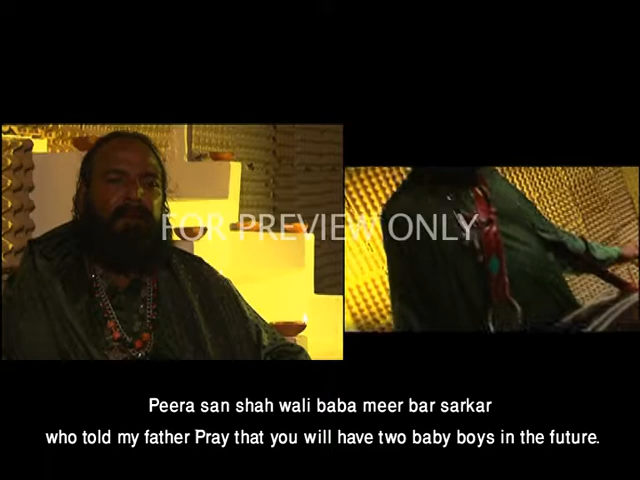 FOR PREVIEW ONLY
Peera san shah wali baba meer bar sarkar
who told my father Pray that you will have two baby boys in the future.